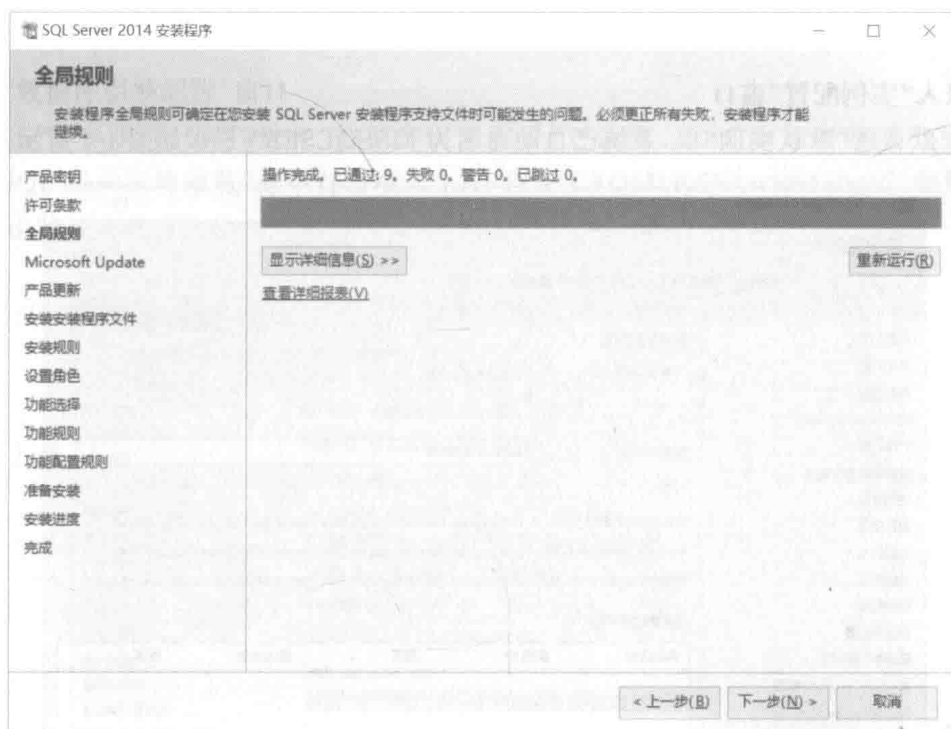 SQL Server 2014 安装程序
全局规则
安装程序全局规则可确定在您安装 SQL Server 安装程序支持文件时可能发生的问题。必须更正所有失败，安装程序才能
继续。
产品密钥
许可条款
全局规则
Microsoft Update
产品更新
安装安装程序文件
安装规则
设置角色
功能选择
功能规则
功能配置规则
准备安装
安装进度
完成
操作完成。已通过: 9。失败 0。警告 0。已跳过 0。
显示详细信息(S) >>
重新运行(R)
查看详细报表(V)
< 上一步(B)
下一步(N) >
取消